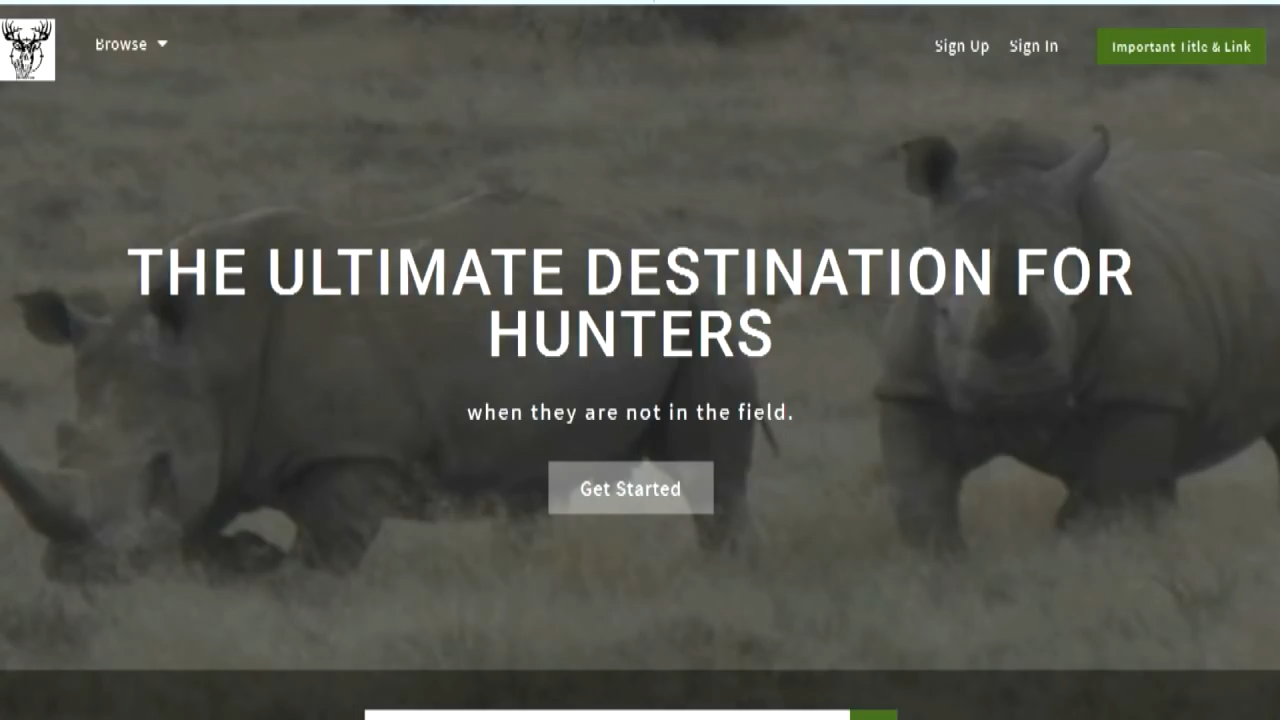 Browse
Sign Up Sign In Important Title & Link
THE ULTIMATE DESTINATION FOR
HUNTERS
when they are not in the field.
Get Started